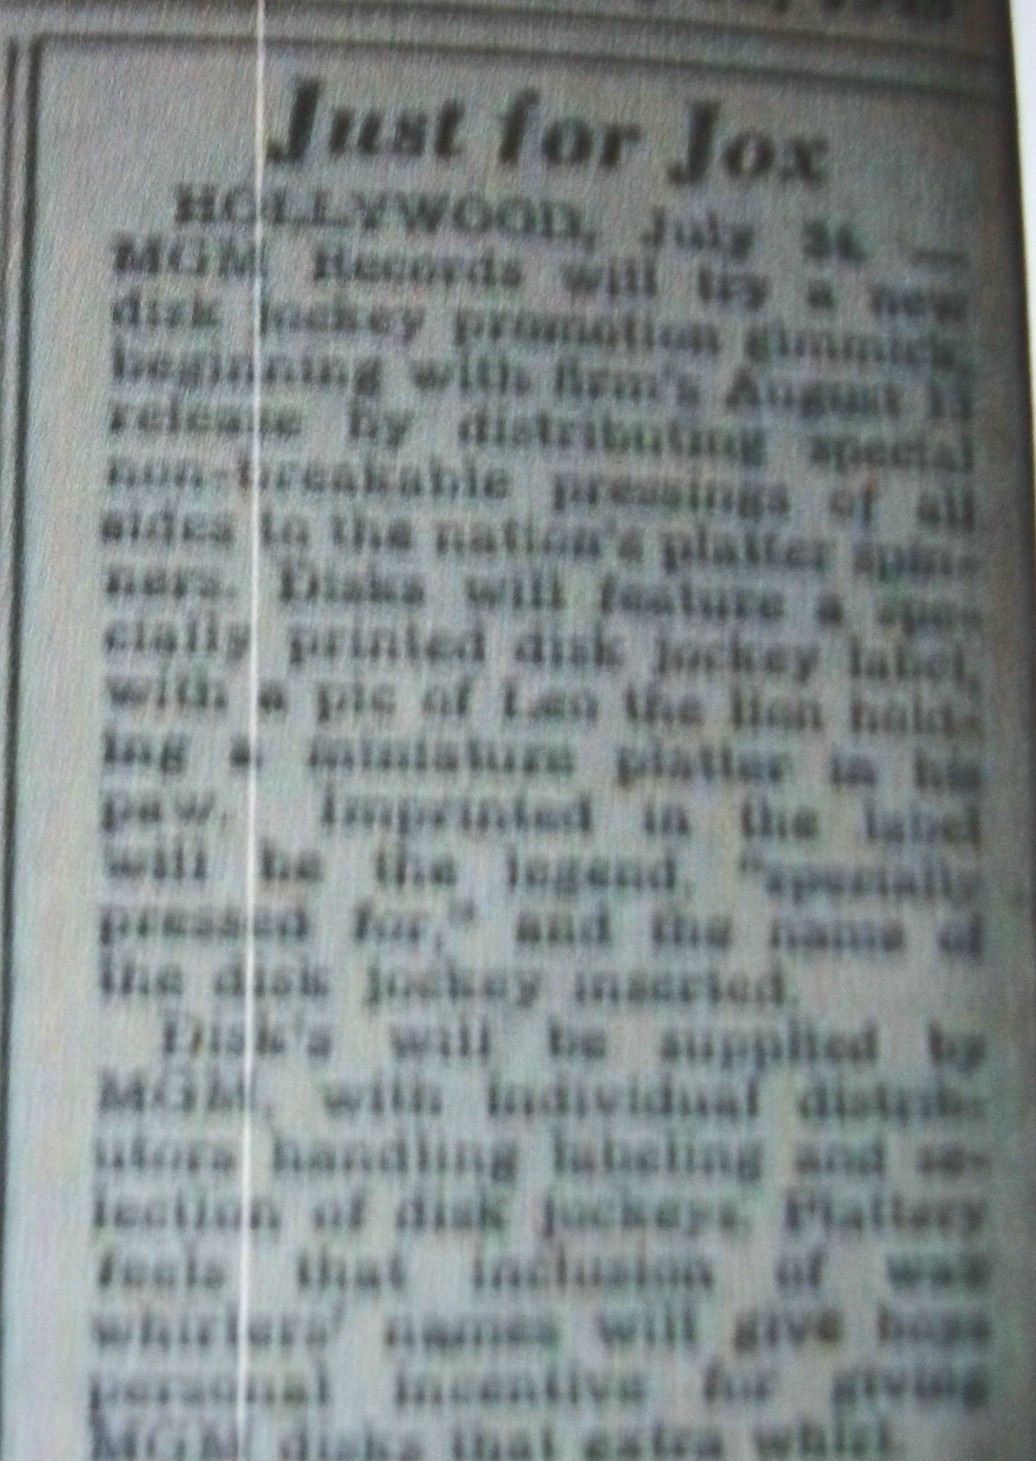 Just for Jox
HOLLYWOOD, July 24. —
MGM Records will try a new
disk jockey promotion gimmick,
beginning with firm's August 13
release by distributing special
non-breakable pressings of all
sides to the nation's platter spin-
ners. Disks will feature a spe-
cially printed disk jockey label,
with a pic of Leo the lion hold-
ing a miniature platter in his
paw. Imprinted in the label
will be the legend, "specially
pressed for," and the name of
the disk jockey inserted.
Disk's will be supplied by
MGM, with individual distrib-
utors handling labeling and se-
lection of disk jockeys. Plattery
feels that inclusion of wax
whirlers' names will give boys
personal incentive for giving
MGM disks that extra whirl.